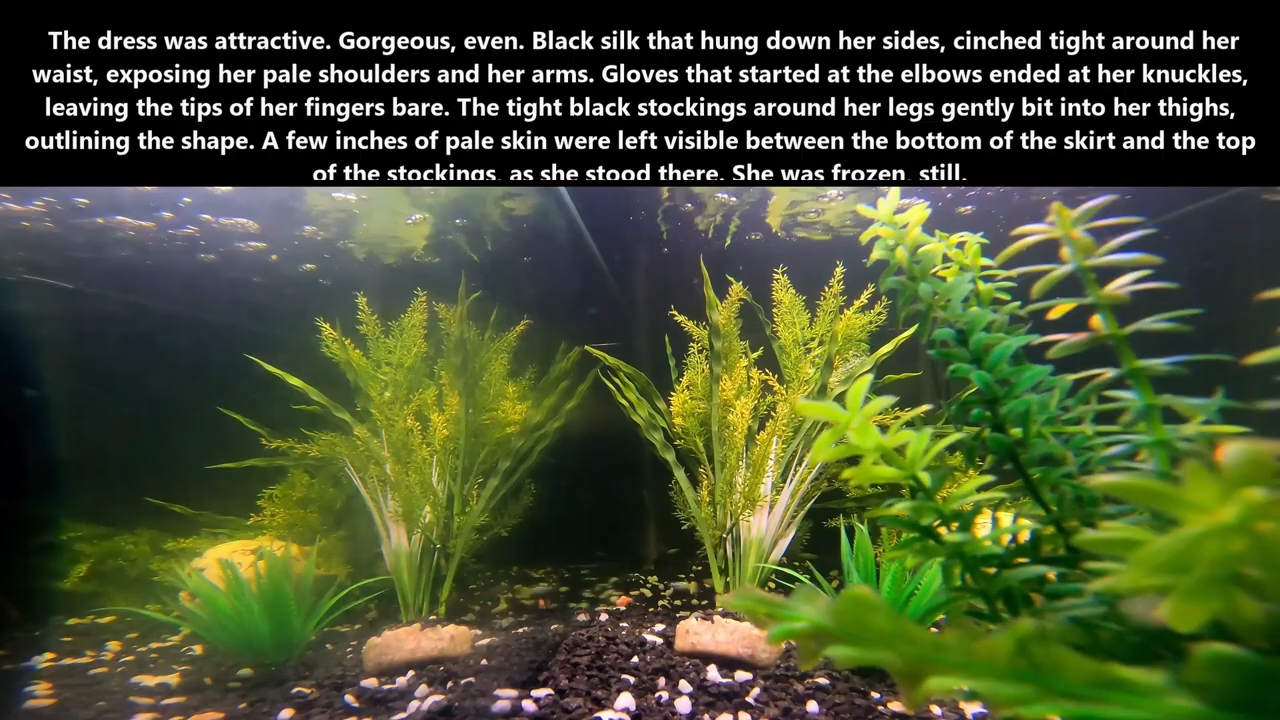 The dress was attractive. Gorgeous, even. Black silk that hung down her sides, cinched tight around her
waist, exposing her pale shoulders and her arms. Gloves that started at the elbows ended at her knuckles,
leaving the tips of her fingers bare. The tight black stockings around her legs gently bit into her thighs,
outlining the shape. A few inches of pale skin were left visible between the bottom of the skirt and the top
of the stockings, as she stood there. She was frozen, still.